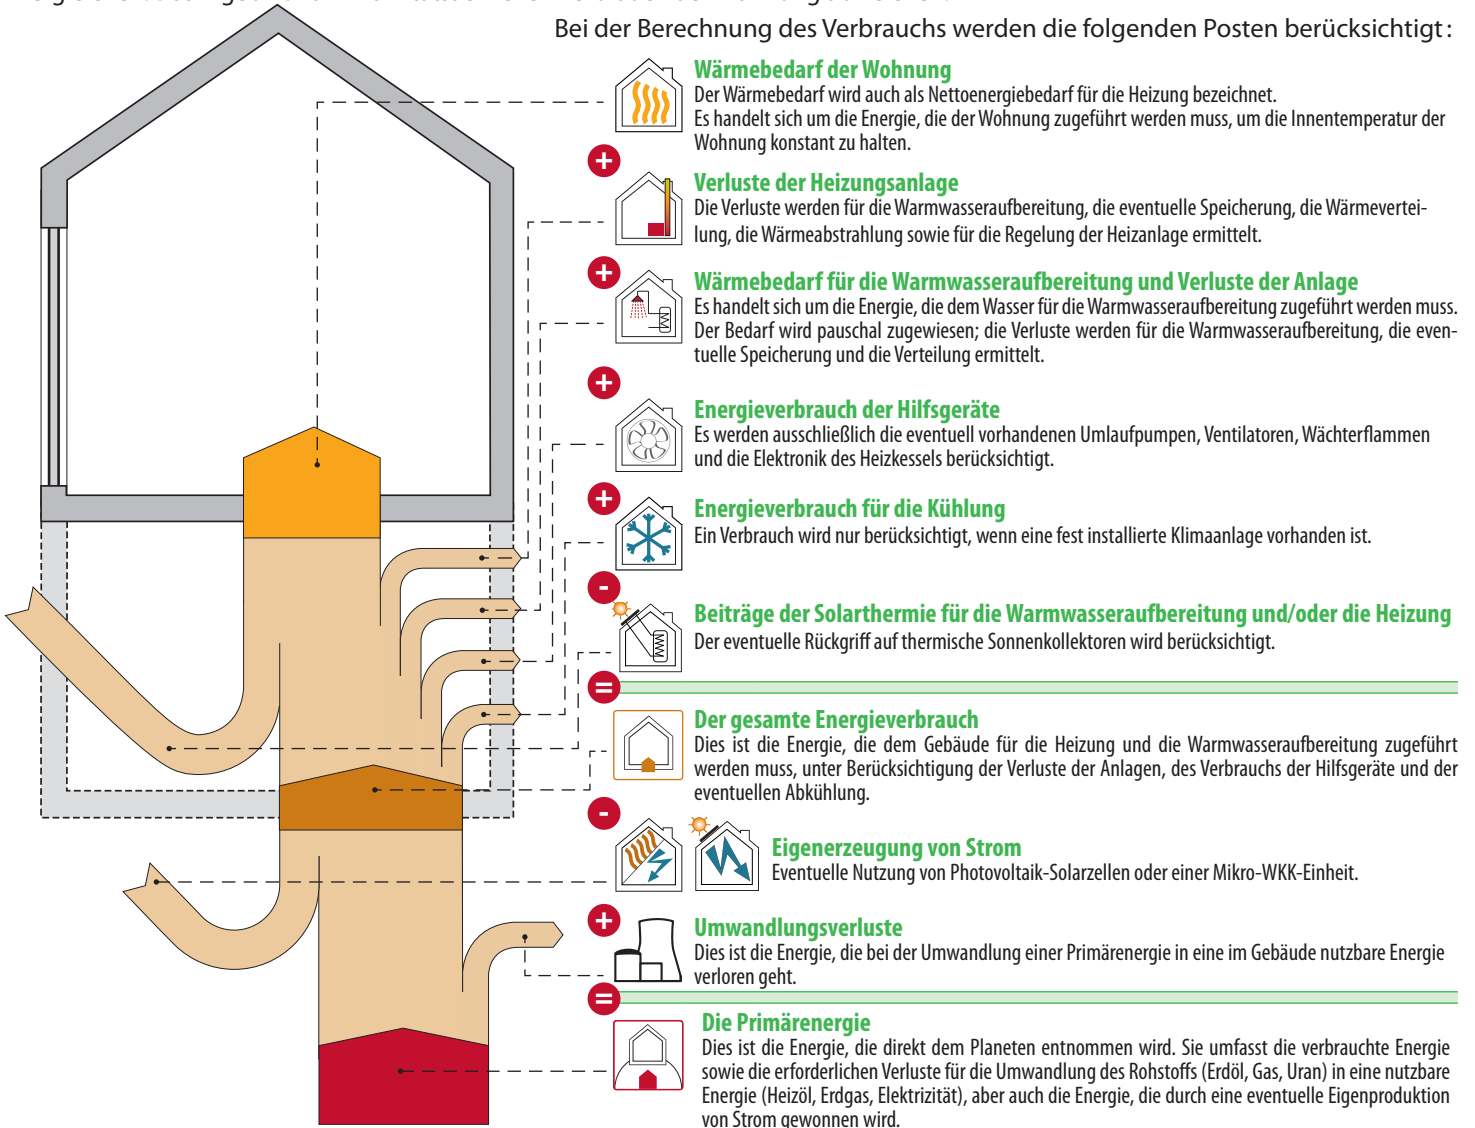 Bei der Berechnung des Verbrauchs werden die folgenden Posten berücksichtigt :
Wärmebedarf der Wohnung
Der Wärmebedarf wird auch als Nettoenergiebedarf für die Heizung bezeichnet.
Es handelt sich um die Energie, die der Wohnung zugeführt werden muss, um die Innentemperatur der
Wohnung konstant zu halten.
+
Verluste der Heizungsanlage
Die Verluste werden für die Warmwasseraufbereitung, die eventuelle Speicherung, die Wärmevertei-
lung, die Wärmeabstrahlung sowie für die Regelung der Heizanlage ermittelt.
+
Wärmebedarf für die Warmwasseraufbereitung und Verluste der Anlage
Es handelt sich um die Energie, die dem Wasser für die Warmwasseraufbereitung zugeführt werden muss.
Der Bedarf wird pauschal zugewiesen; die Verluste werden für die Warmwasseraufbereitung, die even-
tuelle Speicherung und die Verteilung ermittelt.
+
Energieverbrauch der Hilfsgeräte
Es werden ausschließlich die eventuell vorhandenen Umlaufpumpen, Ventilatoren, Wächterflammen
und die Elektronik des Heizkessels berücksichtigt.
+
Energieverbrauch für die Kühlung
Ein Verbrauch wird nur berücksichtigt, wenn eine fest installierte Klimaanlage vorhanden ist.
-
Beiträge der Solarthermie für die Warmwasseraufbereitung und/oder die Heizung
Der eventuelle Rückgriff auf thermische Sonnenkollektoren wird berücksichtigt.
=
Der gesamte Energieverbrauch
Dies ist die Energie, die dem Gebäude für die Heizung und die Warmwasseraufbereitung zugeführt
werden muss, unter Berücksichtigung der Verluste der Anlagen, des Verbrauchs der Hilfsgeräte und der
eventuellen Abkühlung.
-
Eigenerzeugung von Strom
Eventuelle Nutzung von Photovoltaik-Solarzellen oder einer Mikro-WKK-Einheit.
+
Umwandlungsverluste
Dies ist die Energie, die bei der Umwandlung einer Primärenergie in eine im Gebäude nutzbare Energie
verloren geht.
=
Die Primärenergie
Dies ist die Energie, die direkt dem Planeten entnommen wird. Sie umfasst die verbrauchte Energie
sowie die erforderlichen Verluste für die Umwandlung des Rohstoffs (Erdöl, Gas, Uran) in eine nutzbare
Energie (Heizöl, Erdgas, Elektrizität), aber auch die Energie, die durch eine eventuelle Eigenproduktion
von Strom gewonnen wird.